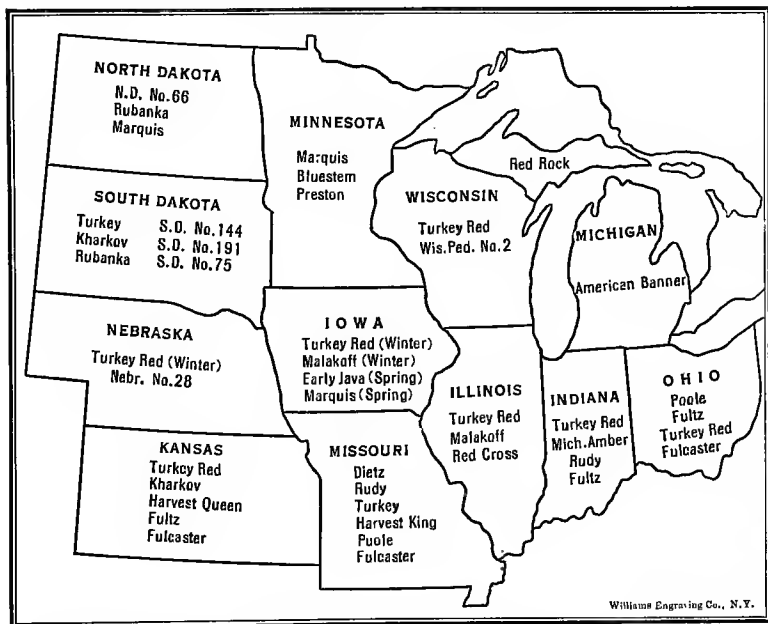 NORTH DAKOTA
N.D. No.66
Rubanka
Marquis
MINNESOTA
Marquis
Bluestem
Preston
Red Rock
WISCONSIN
Turkey Red
Wis.Ped. No.2
MICHIGAN
American Banner
SOUTH DAKOTA
Turkey S.D. No.144
Kharkov S.D. No.191
Rubanka S.D. No.75
NEBRASKA
Turkey Red (Winter)
Nebr. No.28
IOWA
Turkey Red (Winter)
Malakoff (Winter)
Early Java (Spring)
Marquis (Spring)
ILLINOIS
Turkey Red
Malakoff
Red Cross
INDIANA
Turkey Red
Mich.Amber
Rudy
Fultz
OHIO
Poole
Fultz
Turkey Red
Fulcaster
KANSAS
Turkey Red
Kharkov
Harvest Queen
Fultz
Fulcaster
MISSOURI
Dietz
Rudy
Turkey
Harvest King
Puole
Fulcaster
Williams Engraving Co., N.Y.